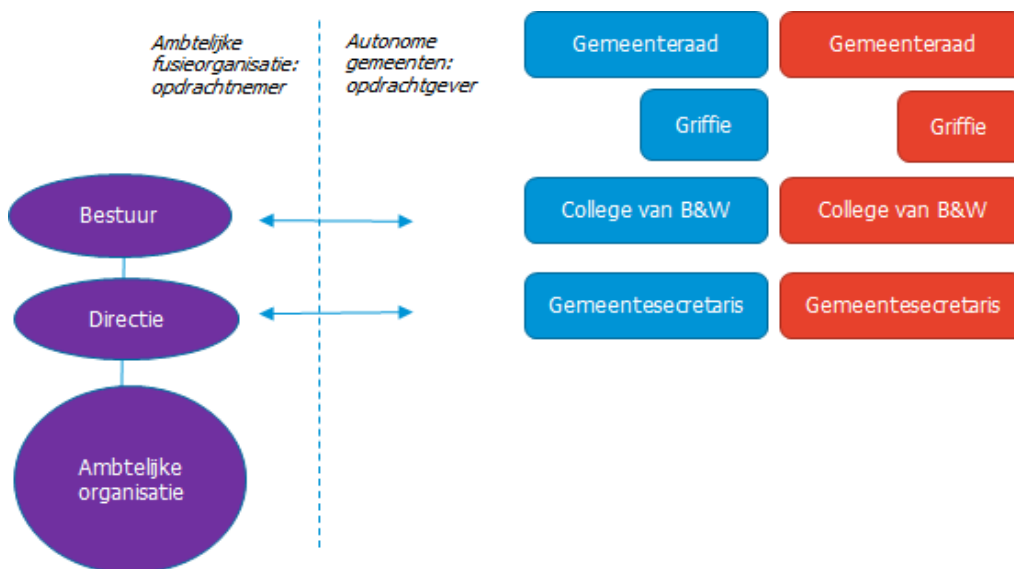 Ambtelijke
fusieorganisatie:
opdrachtnemer
Autonome
gemeenten:
opdrachtgever
Gemeenteraad
Gemeenteraad
Griffie
Griffie
Bestuur
College van B&W
College van B&W
Directie
Gemeentesecretaris
Gemeentesecretaris
Ambtelijke
organisatie